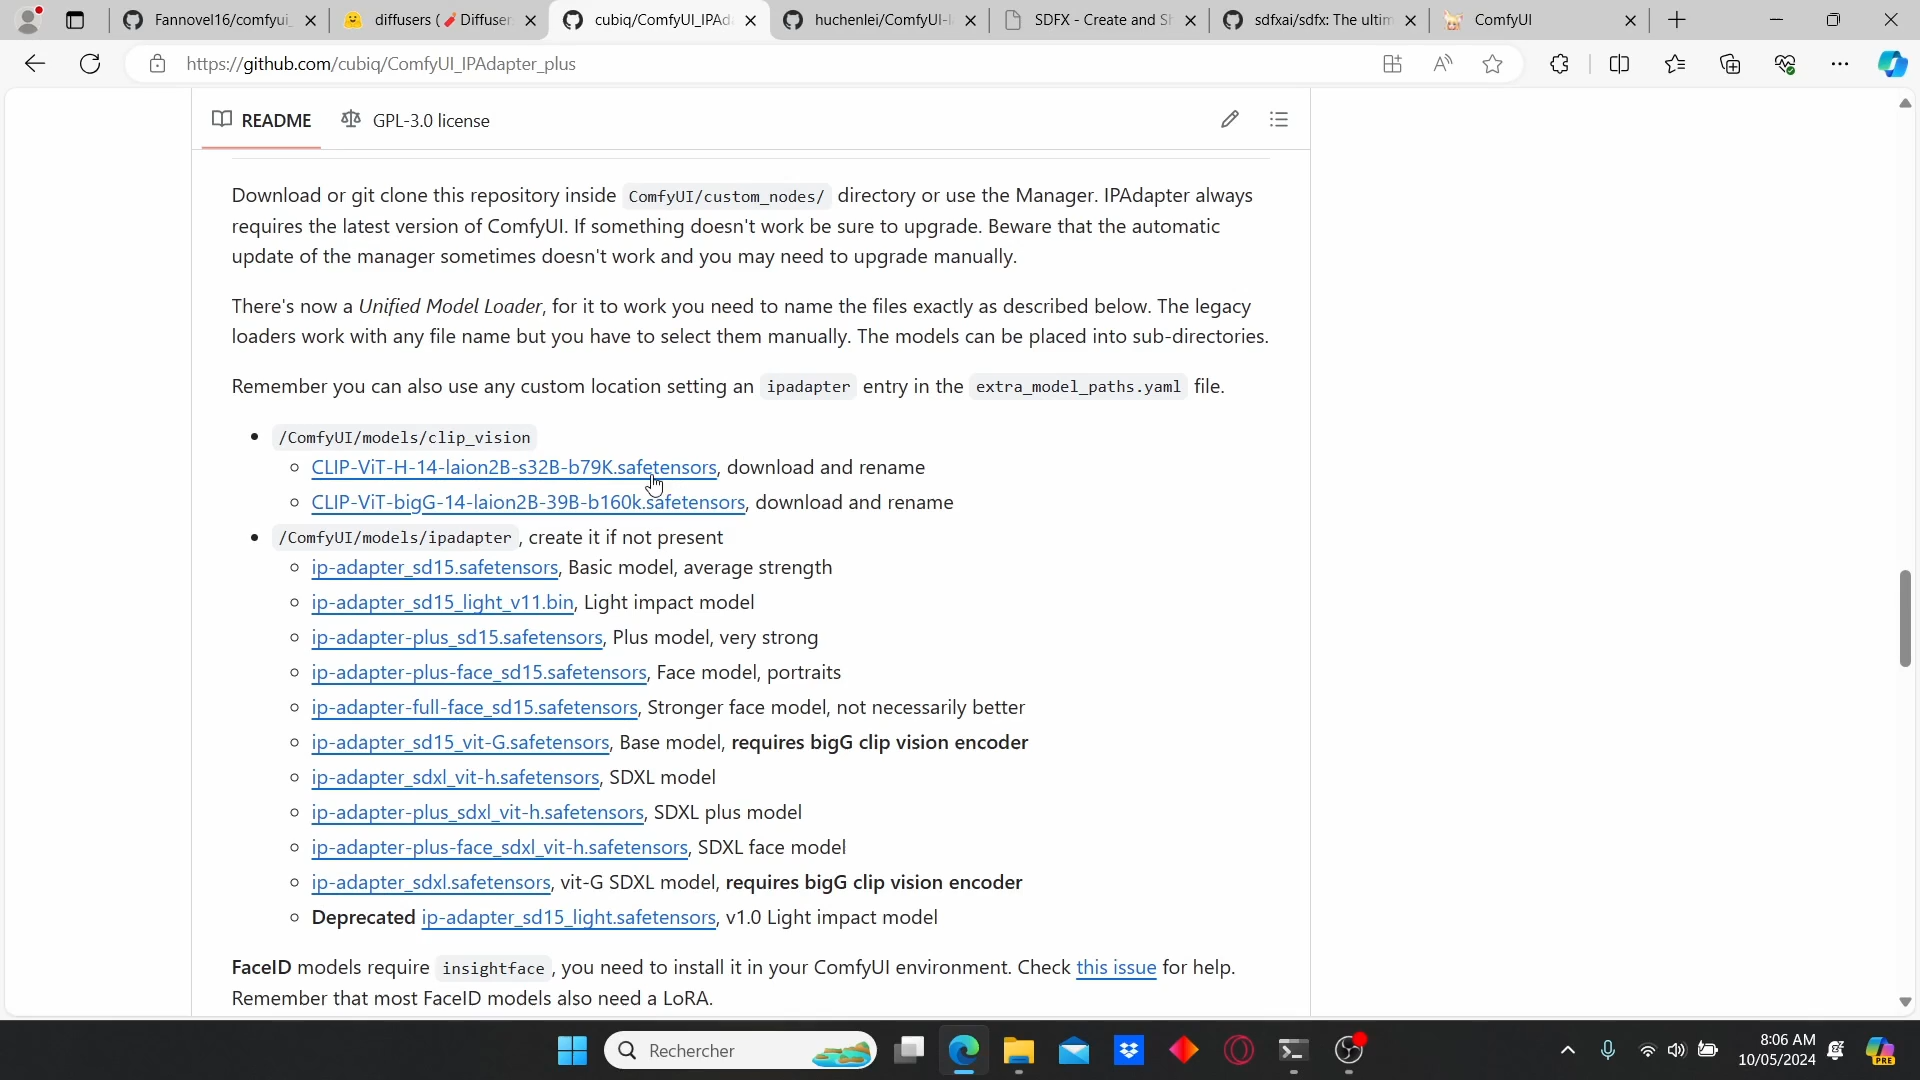 Fannovel16/comfyui_
diffusers (🧨Diffuser
cubiq/ComfyUI_IPAd
huchenlei/ComfyUI-l
SDFX - Create and S
sdfxai/sdfx: The ultim
ComfyUI
https://github.com/cubiq/ComfyUI_IPAdapter_plus
README
GPL-3.0 license
Download or git clone this repository inside ComfyUI/custom_nodes/ directory or use the Manager. IPAdapter always
requires the latest version of ComfyUI. If something doesn't work be sure to upgrade. Beware that the automatic
update of the manager sometimes doesn't work and you may need to upgrade manually.
There's now a Unified Model Loader, for it to work you need to name the files exactly as described below. The legacy
loaders work with any file name but you have to select them manually. The models can be placed into sub-directories.
Remember you can also use any custom location setting an ipadapter entry in the extra_model_paths.yaml file.
/ComfyUI/models/clip_vision
CLIP-ViT-H-14-laion2B-s32B-b79K.safetensors, download and rename
CLIP-ViT-bigG-14-laion2B-39B-b160k.safetensors, download and rename
/ComfyUI/models/ipadapter, create it if not present
ip-adapter_sd15.safetensors, Basic model, average strength
ip-adapter_sd15_light_v11.bin, Light impact model
ip-adapter-plus_sd15.safetensors, Plus model, very strong
ip-adapter-plus-face_sd15.safetensors, Face model, portraits
ip-adapter-full-face_sd15.safetensors, Stronger face model, not necessarily better
ip-adapter_sd15_vit-G.safetensors, Base model, requires bigG clip vision encoder
ip-adapter_sdxl_vit-h.safetensors, SDXL model
ip-adapter-plus_sdxl_vit-h.safetensors, SDXL plus model
ip-adapter-plus-face_sdxl_vit-h.safetensors, SDXL face model
ip-adapter_sdxl.safetensors, vit-G SDXL model, requires bigG clip vision encoder
Deprecated ip-adapter_sd15_light.safetensors, v1.0 Light impact model
FaceID models require insightface, you need to install it in your ComfyUI environment. Check this issue for help.
Remember that most FaceID models also need a LoRA.
Rechercher
8:06 AM
10/05/2024
PRE